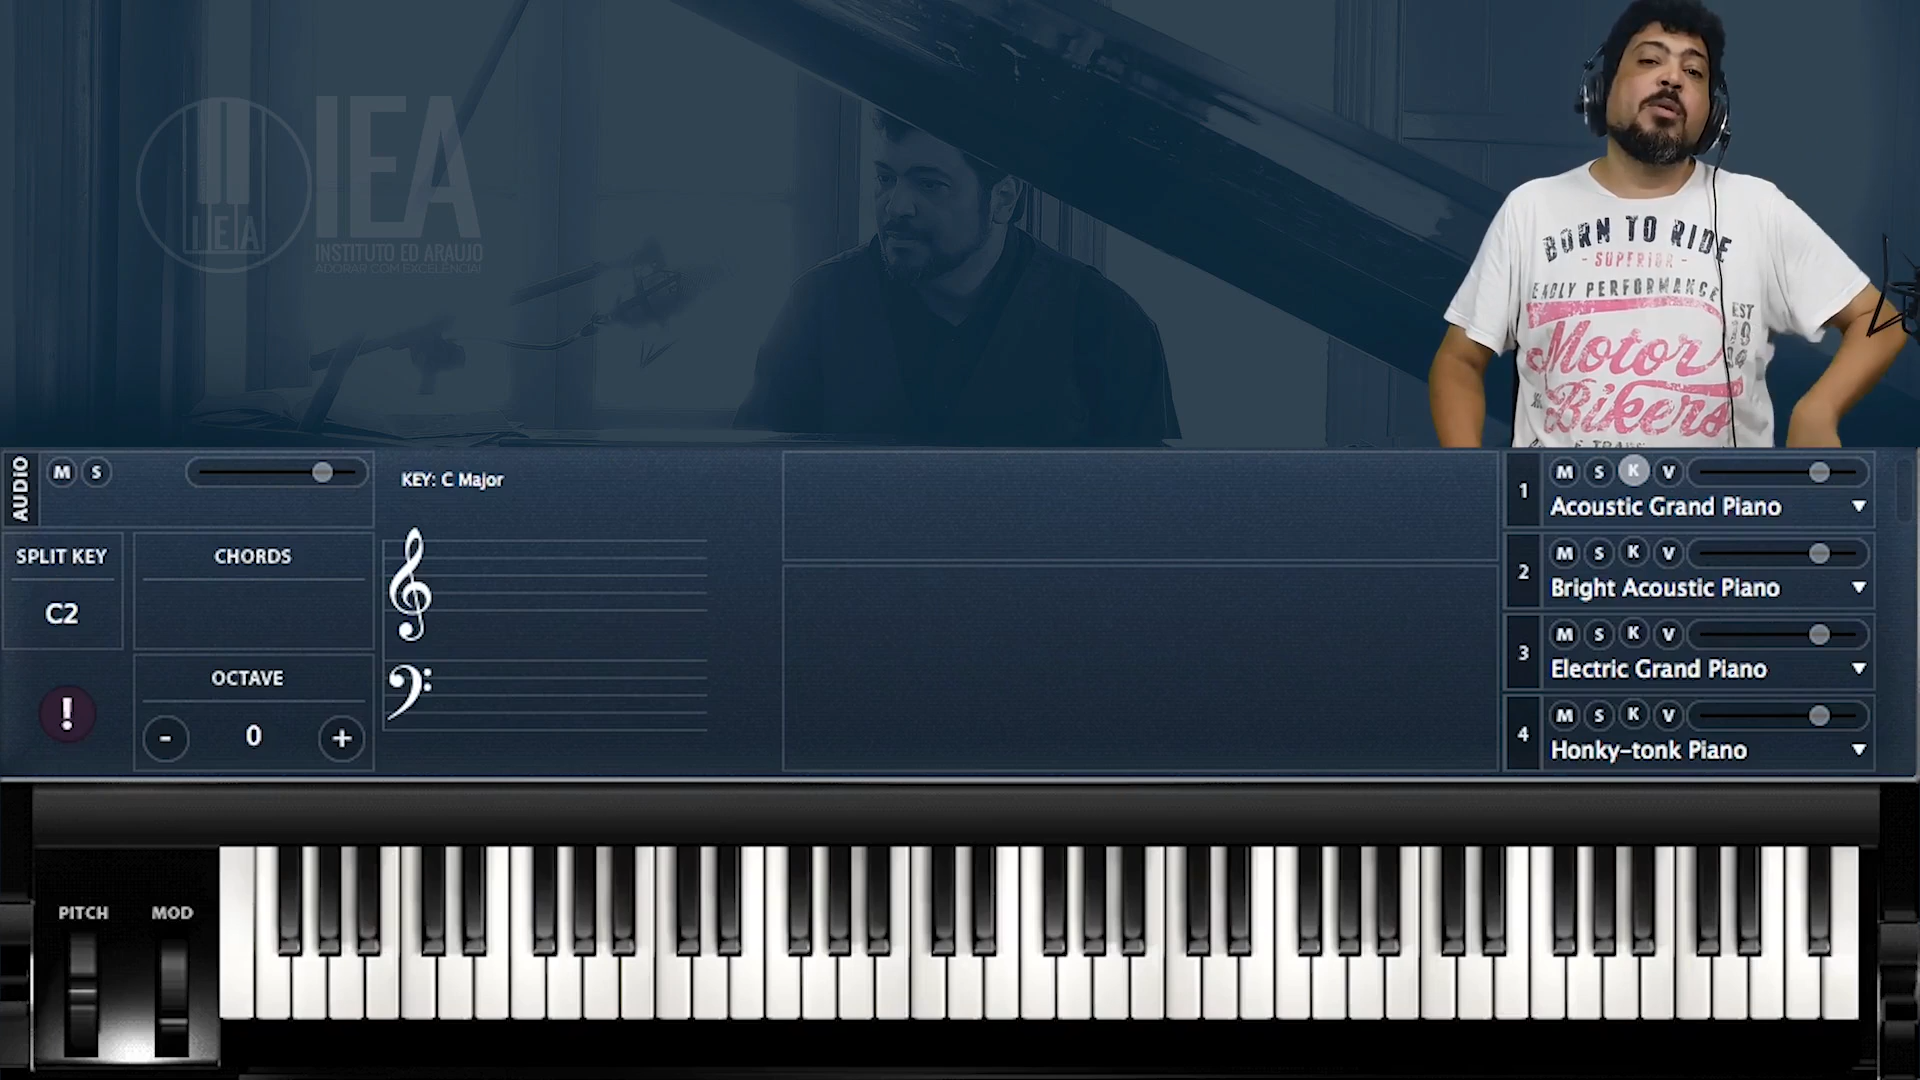 IEA
IEA
INSTITUTO ED ARAUJO
ADORAR COM EXCELÊNCIA!
BORN TO RIDE
- SUPERIOR -
EADLY PERFORMANCE
EST
Motor
Bikers
AUDIO
M S
KEY: C Major
SPLIT KEY
C2
CHORDS
OCTAVE
- 0 +
!
1
M S K V
Acoustic Grand Piano
2
M S K V
Bright Acoustic Piano
3
M S K V
Electric Grand Piano
4
M S K V
Honky-tonk Piano
PITCH MOD